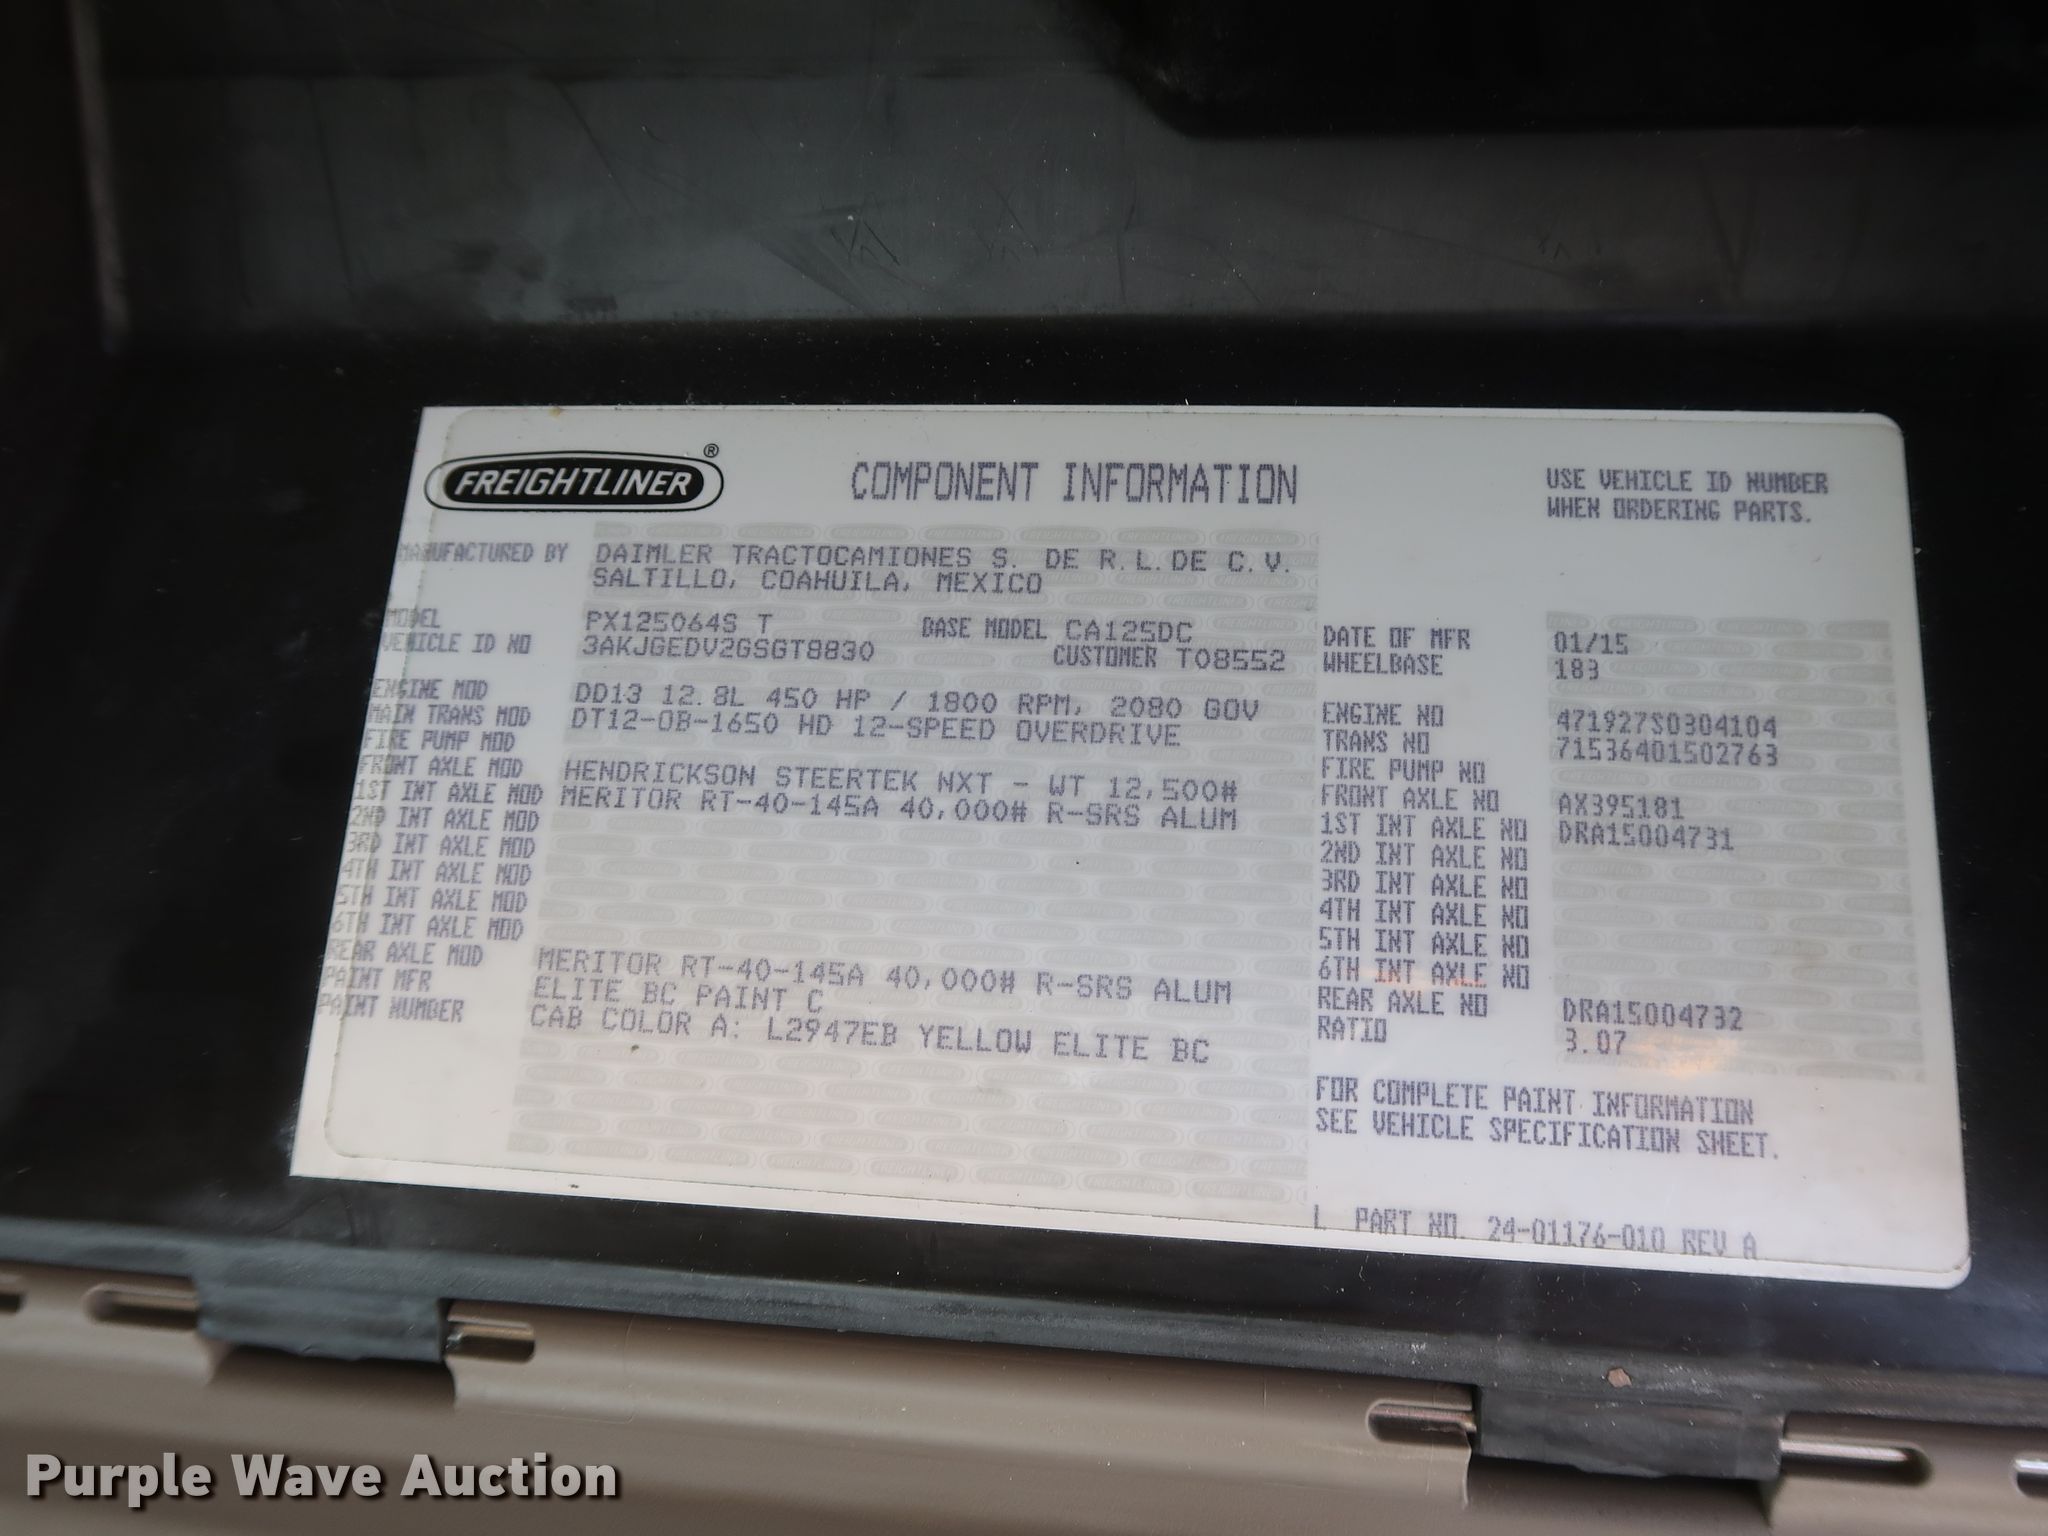 FREIGHTLINER ®
COMPONENT INFORMATION
USE VEHICLE ID NUMBER
WHEN ORDERING PARTS.
MANUFACTURED BY DAIMLER TRACTOCAMIONES S. DE R.L.DE C.V.
SALTILLO, COAHUILA, MEXICO
MODEL PX125064S T BASE MODEL CA125DC
VEHICLE ID NO 3AKJGEDV2GSGT8830 CUSTOMER T08552
ENGINE MOD DD13 12.8L 450 HP / 1800 RPM, 2080 GOV
MAIN TRANS MOD DT12-OB-1650 HD 12-SPEED OVERDRIVE
FIRE PUMP MOD
FRONT AXLE MOD HENDRICKSON STEERTEK NXT - WT 12,500#
1ST INT AXLE MOD MERITOR RT-40-145A 40,000# R-SRS ALUM
2ND INT AXLE MOD
3RD INT AXLE MOD
4TH INT AXLE MOD
5TH INT AXLE MOD
6TH INT AXLE MOD
REAR AXLE MOD MERITOR RT-40-145A 40,000# R-SRS ALUM
PAINT MFR ELITE BC PAINT C
PAINT NUMBER CAB COLOR A: L2947EB YELLOW ELITE BC
DATE OF MFR 01/15
WHEELBASE 183
ENGINE NO 471927S0304104
TRANS NO 71536401502763
FIRE PUMP NO
FRONT AXLE NO AX395181
1ST INT AXLE NO DRA15004731
2ND INT AXLE NO
3RD INT AXLE NO
4TH INT AXLE NO
5TH INT AXLE NO
6TH INT AXLE NO
REAR AXLE NO DRA15004732
RATIO 3.07
FOR COMPLETE PAINT INFORMATION
SEE VEHICLE SPECIFICATION SHEET.
L PART NO. 24-01176-010 REV A
Purple Wave Auction